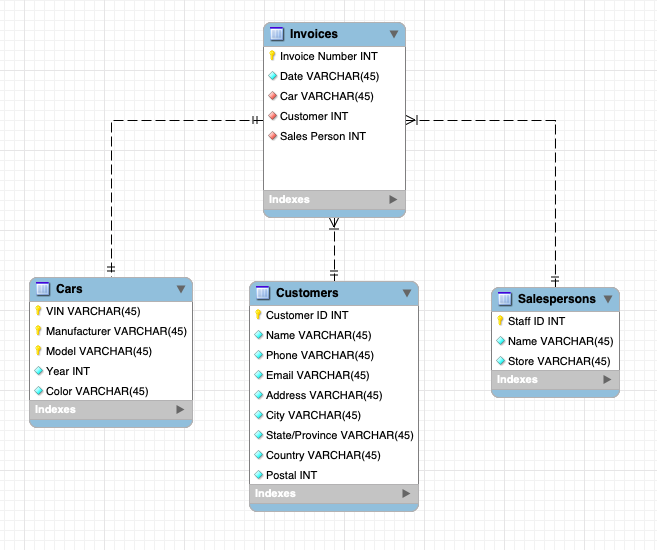 Invoices
Invoice Number INT
Date VARCHAR(45)
Car VARCHAR(45)
Customer INT
Sales Person INT
Indexes
Cars
VIN VARCHAR(45)
Manufacturer VARCHAR(45)
Model VARCHAR(45)
Year INT
Color VARCHAR(45)
Indexes
Customers
Customer ID INT
Name VARCHAR(45)
Phone VARCHAR(45)
Email VARCHAR(45)
Address VARCHAR(45)
City VARCHAR(45)
State/Province VARCHAR(45)
Country VARCHAR(45)
Postal INT
Indexes
Salespersons
Staff ID INT
Name VARCHAR(45)
Store VARCHAR(45)
Indexes